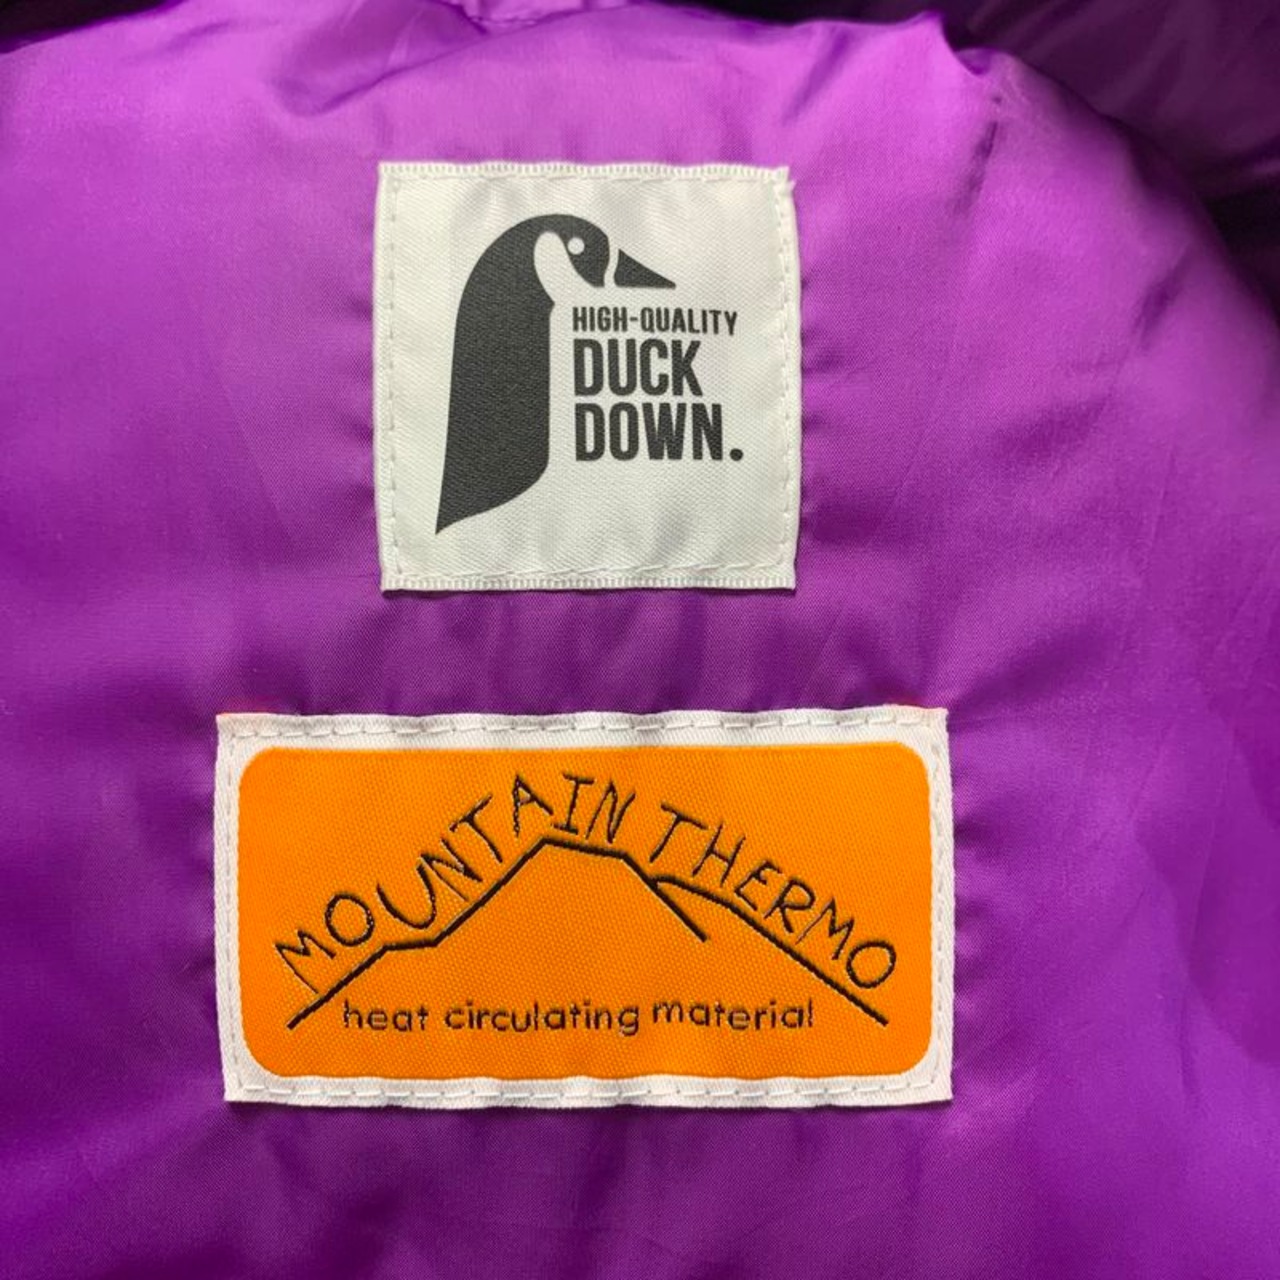 HIGH-QUALITY
DUCK
DOWN.
MOUNTAIN THERMO
heat circulating material